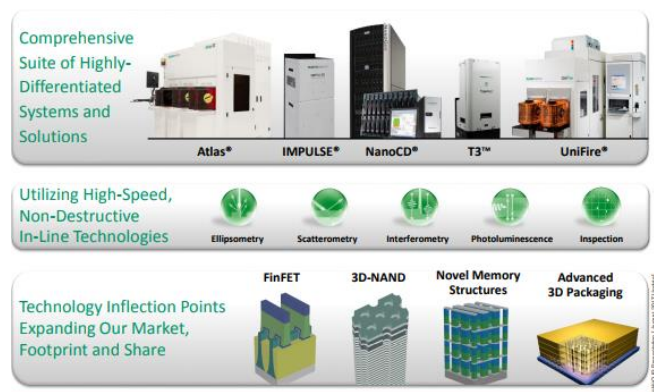 Comprehensive
Suite of Highly-
Differentiated
Systems and
Solutions
Atlas® IMPULSE® NanoCD® T3™ UniFire®
Utilizing High-Speed,
Non-Destructive
In-Line Technologies
Ellipsometry Scatterometry Interferometry Photoluminescence Inspection
Technology Inflection Points
Expanding Our Market,
Footprint and Share
FinFET 3D-NAND Novel Memory
Structures Advanced
3D Packaging